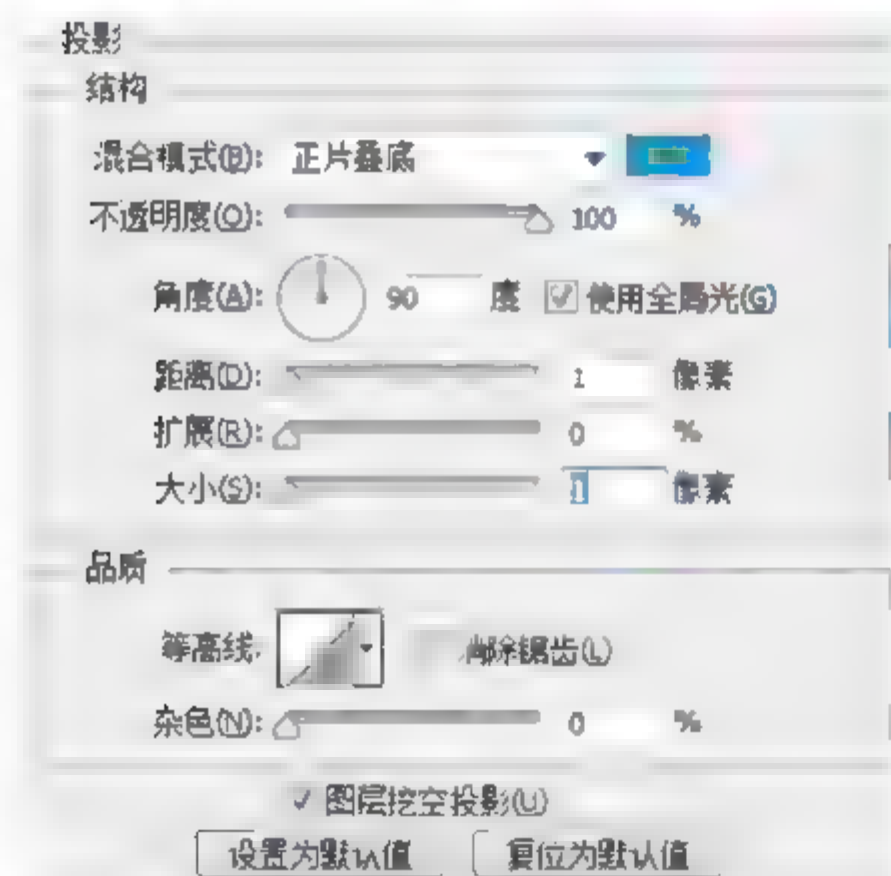 投影
结构
混合模式(B): 正片叠底
不透明度(O): 100 %
角度(A): 90 度 使用全局光(G)
距离(D): 1 像素
扩展(R): 0 %
大小(S): 1 像素
品质
等高线: 消除锯齿(L)
杂色(N): 0 %
图层挖空投影(U)
设置为默认值 复位为默认值